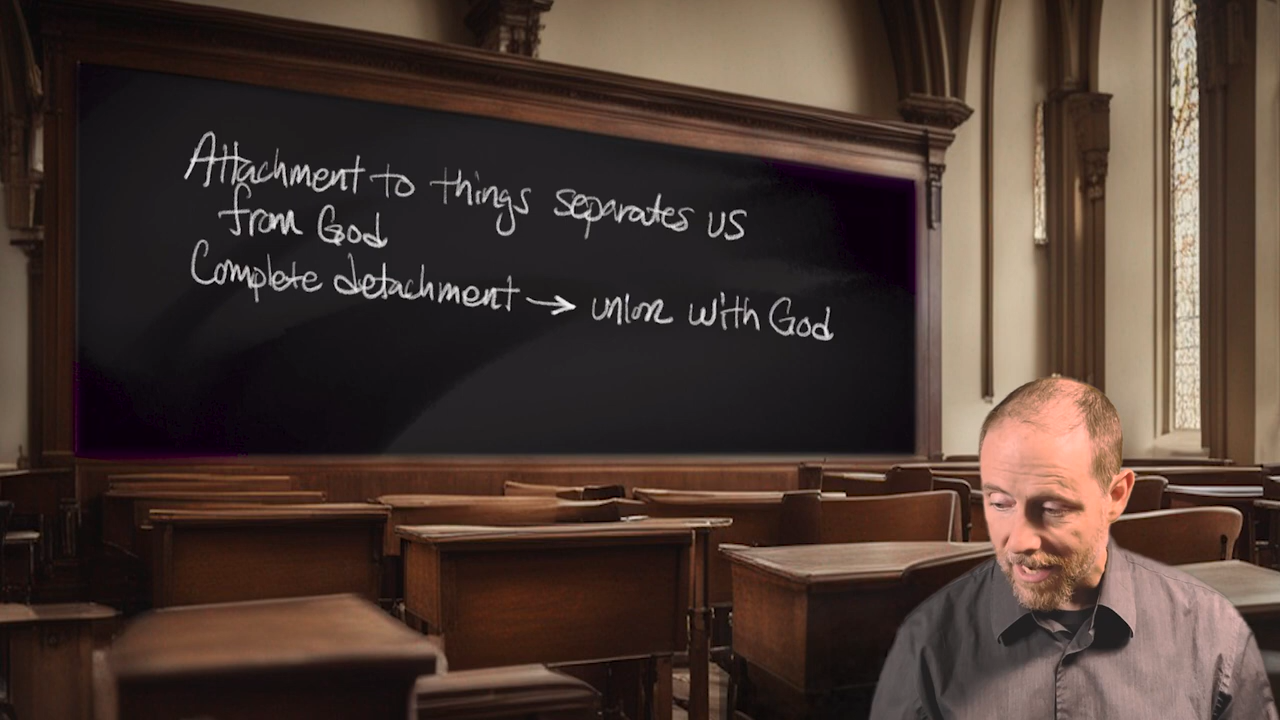 Attachment to things separates us
from God
Complete detachment → union with God